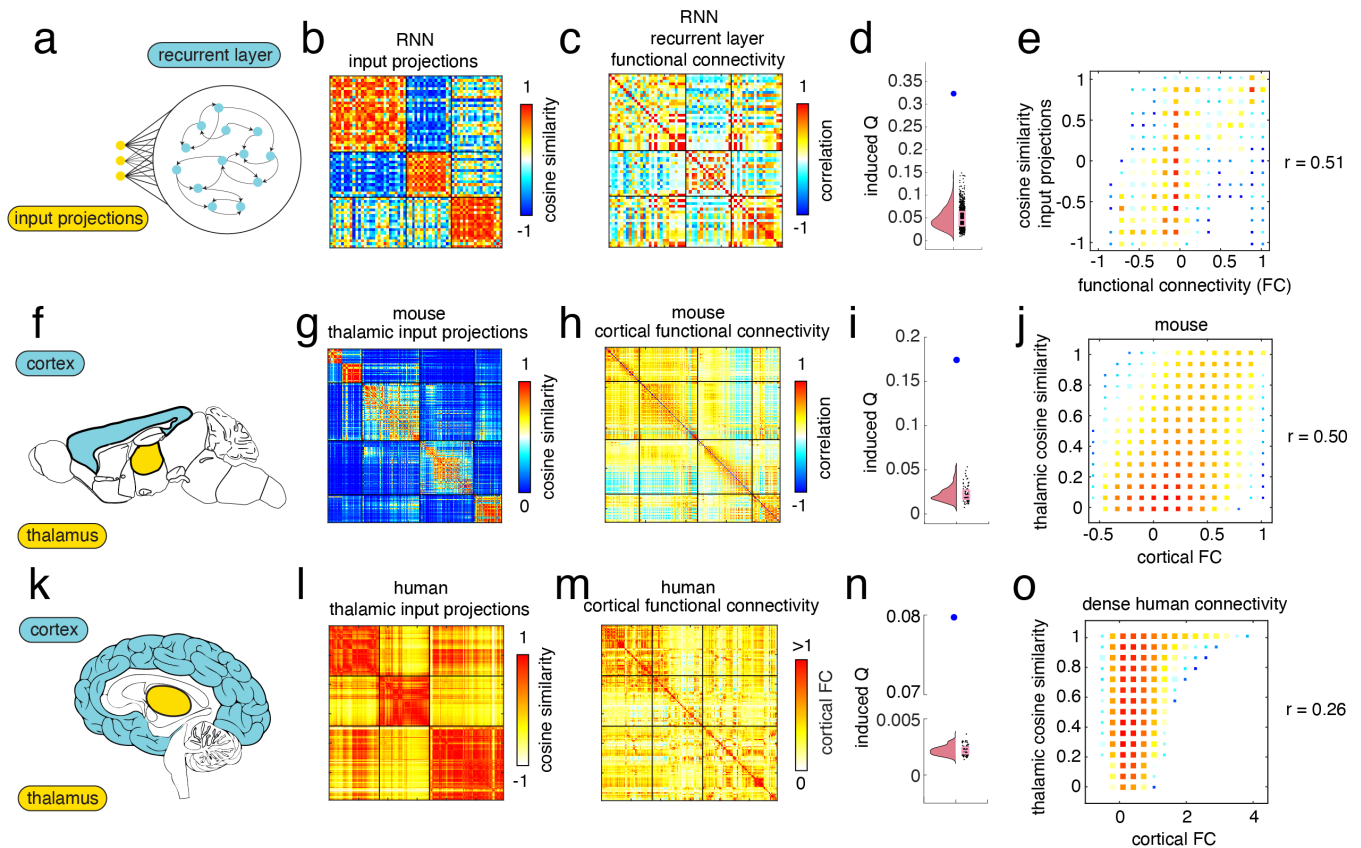 a
recurrent layer
input projections
b
RNN
input projections
1
cosine similarity
-1
c
RNN
recurrent layer
functional connectivity
1
correlation
-1
d
induced Q
0.35
0.3
0.25
0.2
0.15
0.1
0.05
0
e
cosine similarity
input projections
1
0.5
0
-0.5
-1
-1
-0.5
0
0.5
1
functional connectivity (FC)
r = 0.51
f
cortex
thalamus
g
mouse
thalamic input projections
1
cosine similarity
0
h
mouse
cortical functional connectivity
1
correlation
-1
i
induced Q
0.2
0.15
0.1
0.05
0
j
mouse
thalamic cosine similarity
1
0.8
0.6
0.4
0.2
0
-0.5
0
0.5
1
cortical FC
r = 0.50
k
cortex
thalamus
l
human
thalamic input projections
1
cosine similarity
-1
m
human
cortical functional connectivity
>1
cortical FC
0
n
induced Q
0.08
0.07
0.005
0
o
dense human connectivity
thalamic cosine similarity
1
0.8
0.6
0.4
0.2
0
0
2
4
cortical FC
r = 0.26